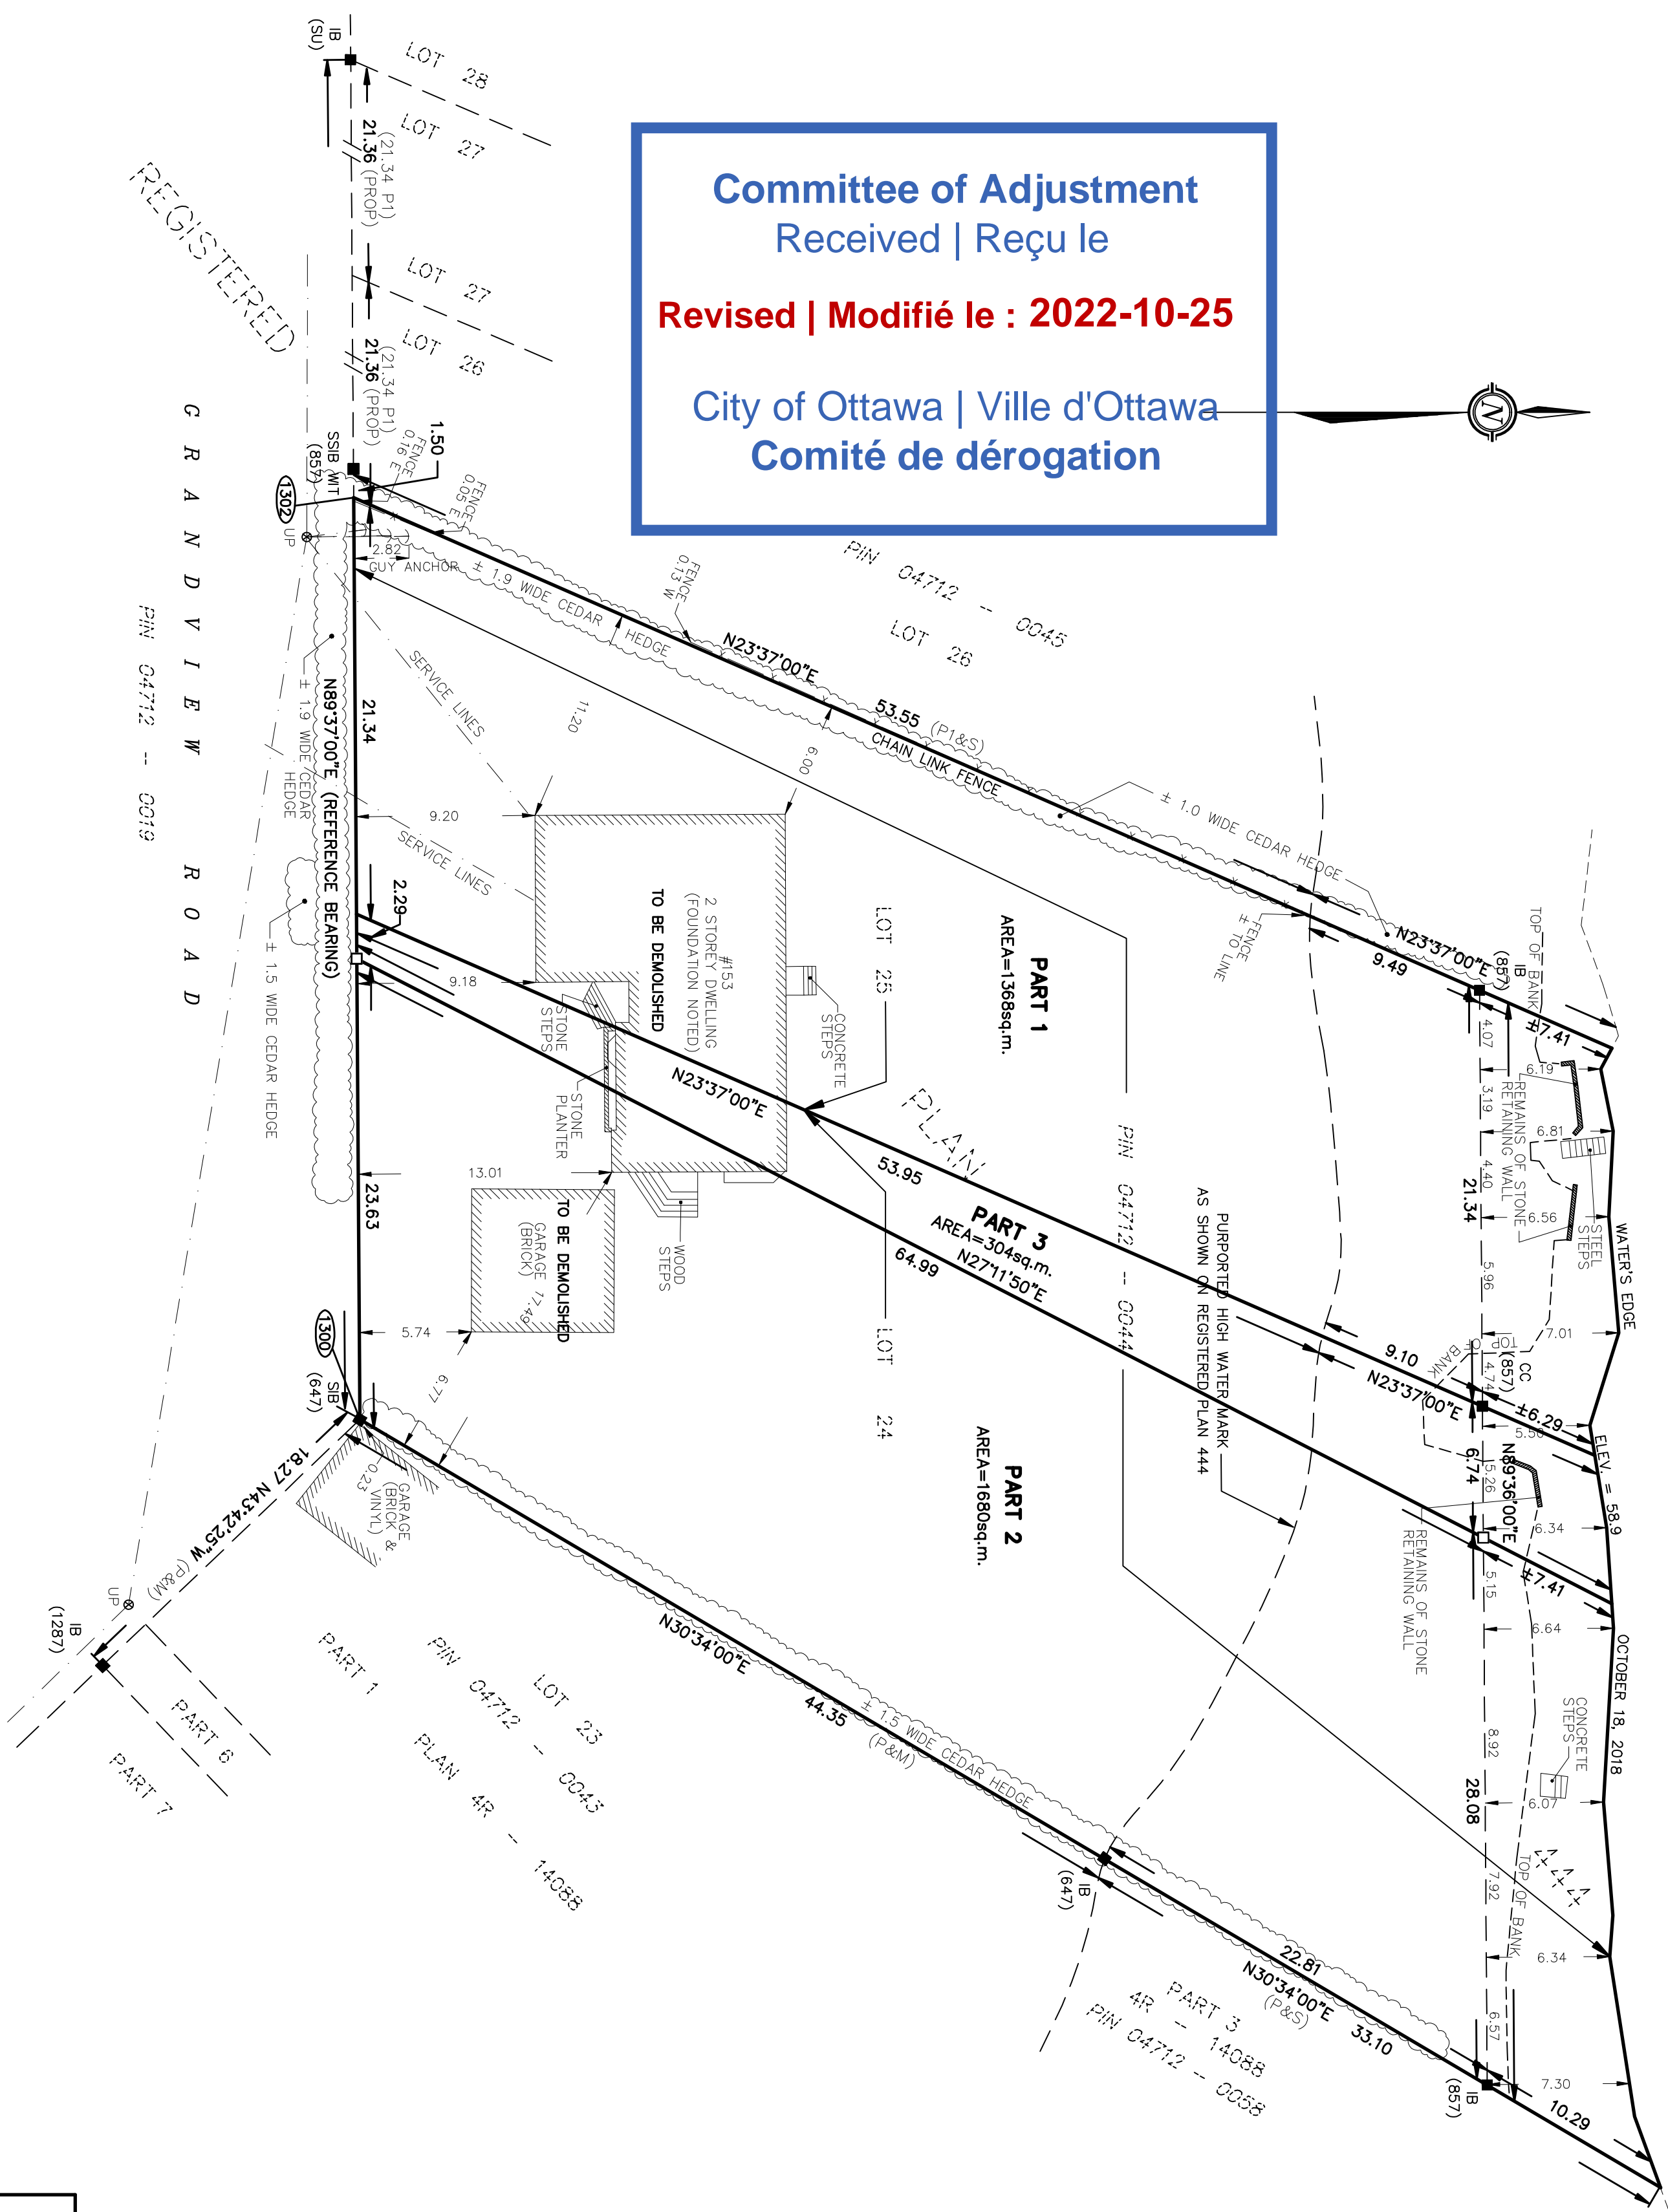 Committee of Adjustment
Received | Reçu le
Revised | Modifié le : 2022-10-25
City of Ottawa | Ville d'Ottawa
Comité de dérogation
N
IB
(SU)
LOT 28
LOT 27
(21.34 P1)
21.36 (PROP)
LOT 27
LOT 26
(21.34 P1)
21.36 (PROP)
REGISTERED
1.50
FENCE
0.16 E
FENCE
0.05 E
SSIB WIT
(857)
1302
UP
2.82
GUY ANCHOR
± 1.9 WIDE CEDAR HEDGE
FENCE
0.13 W
N23°37'00"E
53.55 (P1&S)
CHAIN LINK FENCE
PIN 04712 -- 0045
LOT 26
± 1.0 WIDE CEDAR HEDGE
FENCE
± TO LINE
N23°37'00"E
9.49
IB
(857)
TOP OF BANK
±7.41
GRANDVIEW ROAD
PIN 04712 -- 0019
N89°37'00"E (REFERENCE BEARING)
± 1.9 WIDE CEDAR
HEDGE
± 1.5 WIDE CEDAR HEDGE
21.34
SERVICE LINES
SERVICE LINES
11.20
6.00
9.20
2.29
9.18
13.01
23.63
5.74
#153
2 STOREY DWELLING
(FOUNDATION NOTED)
TO BE DEMOLISHED
CONCRETE
STEPS
STONE
STEPS
STONE
PLANTER
WOOD
STEPS
TO BE DEMOLISHED
GARAGE 17.49
(BRICK)
LOT 25
PART 1
AREA=1368sq.m.
PLAN
N23°37'00"E
53.95
PART 3
AREA=304sq.m.
N27°11'50"E
64.99
LOT 24
PIN 04712 -- 0044
PURPORTED HIGH WATER MARK
AS SHOWN ON REGISTERED PLAN 444
PART 2
AREA=1680sq.m.
9.10
N23°37'00"E
4.07
3.19
4.40
5.96
4.74
5.26
5.15
8.92
7.92
6.57
6.19
6.81
6.56
7.01
5.50
6.34
6.64
6.07
6.34
7.30
21.34
REMAINS OF STONE
RETAINING WALL
STEEL
STEPS
WATER'S EDGE
TOP OF BANK
CC
(857)
±6.29
ELEV. = 58.9
6.74
N89°36'00"E
REMAINS OF STONE
RETAINING WALL
±7.41
OCTOBER 18, 2018
CONCRETE
STEPS
28.08
444
TOP OF BANK
IB
(857)
10.29
1300
SIB
(647)
6.77
0.23
GARAGE
(BRICK &
VINYL)
18.27 N43°42'25"W
(P&M)
UP
IB
(1287)
PART 6
PART 7
PART 1
PIN 04712 -- 0043
LOT 23
PLAN 4R -- 14088
N30°34'00"E
44.35
(P&M)
± 1.5 WIDE CEDAR HEDGE
IB
(647)
22.81
N30°34'00"E 33.10
(P&S)
PART 3
4R -- 14088
PIN 04712 -- 0058